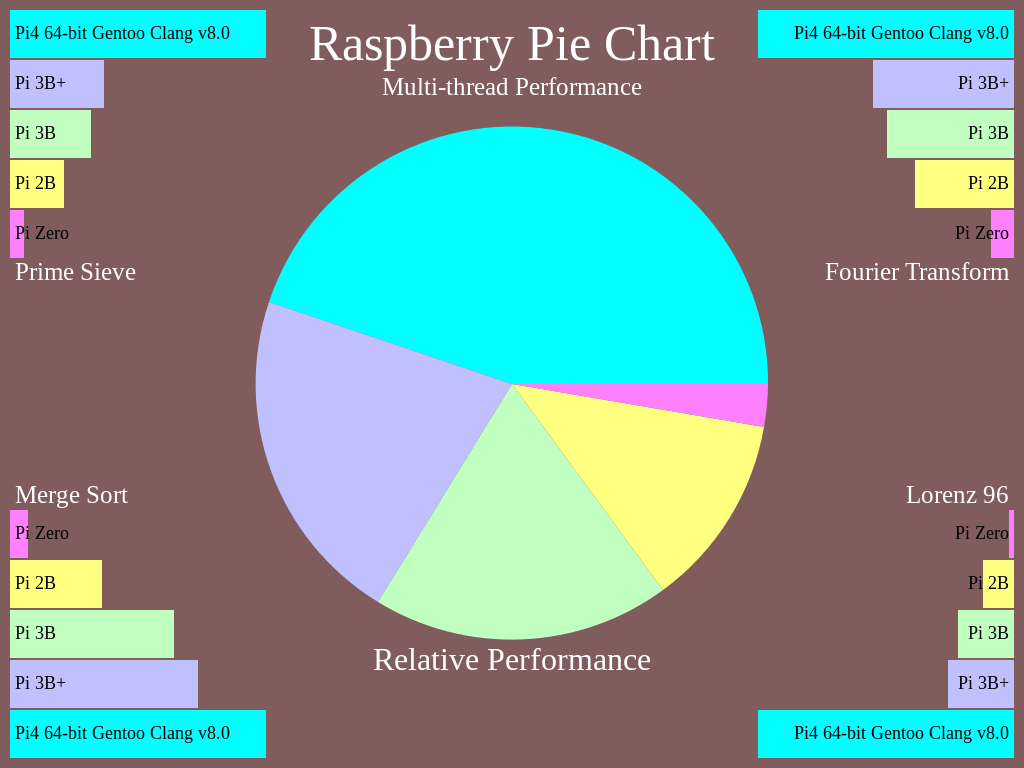 Raspberry Pie Chart
Multi-thread Performance
Pi4 64-bit Gentoo Clang v8.0
Pi 3B+
Pi 3B
Pi 2B
Pi Zero
Prime Sieve
Pi4 64-bit Gentoo Clang v8.0
Pi 3B+
Pi 3B
Pi 2B
Pi Zero
Fourier Transform
Merge Sort
Pi Zero
Pi 2B
Pi 3B
Pi 3B+
Pi4 64-bit Gentoo Clang v8.0
Lorenz 96
Pi Zero
Pi 2B
Pi 3B
Pi 3B+
Pi4 64-bit Gentoo Clang v8.0
Relative Performance